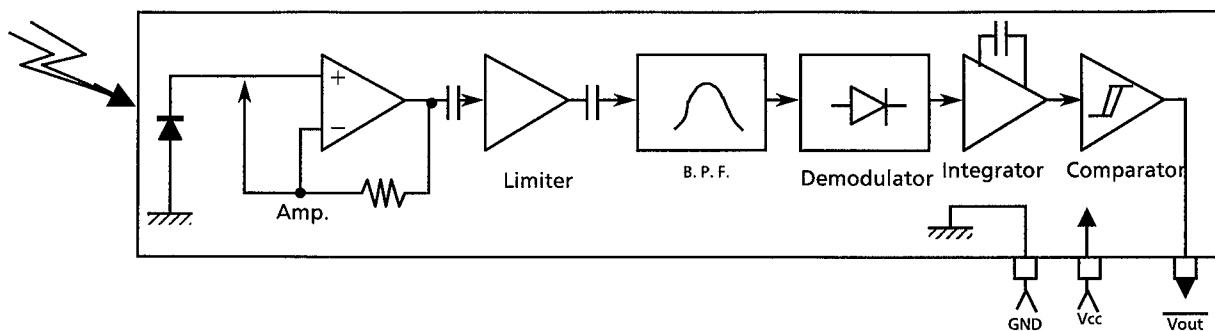 +
−
Amp.
Limiter
B. P. F.
Demodulator
Integrator
Comparator
GND
Vcc
Vout